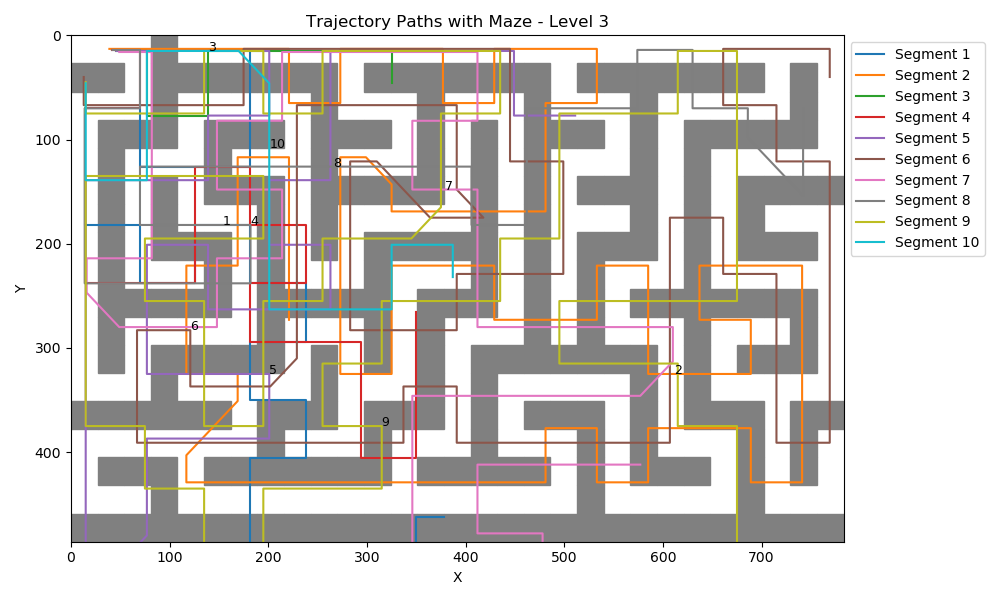 Trajectory Paths with Maze - Level 3
0
100
200
300
400
Y
0
100
200
300
400
500
600
700
X
3
10
8
7
1
4
6
5
2
9
Segment 1
Segment 2
Segment 3
Segment 4
Segment 5
Segment 6
Segment 7
Segment 8
Segment 9
Segment 10